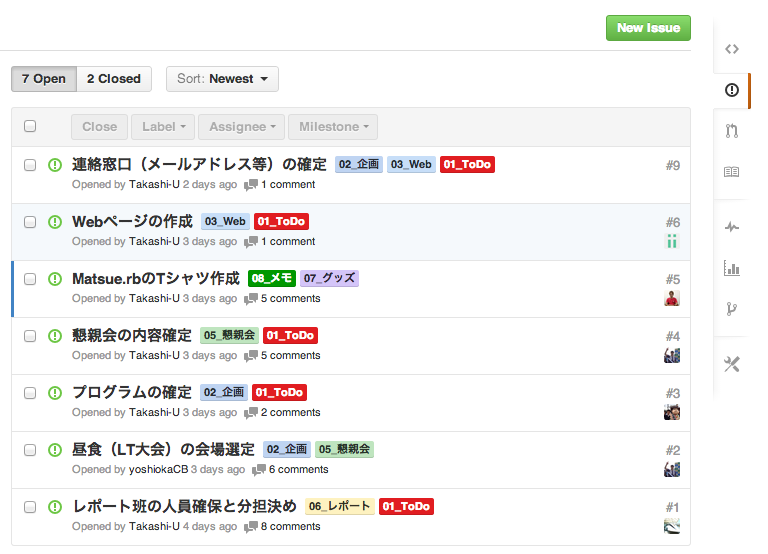 New Issue
7 Open 2 Closed Sort: Newest
Close Label Assignee Milestone
連絡窓口（メールアドレス等）の確定 02_企画 03_Web 01_ToDo #9
Opened by Takashi-U 2 days ago 1 comment
Webページの作成 03_Web 01_ToDo #6
Opened by Takashi-U 3 days ago 1 comment
Matsue.rbのTシャツ作成 08_メモ 07_グッズ #5
Opened by Takashi-U 3 days ago 5 comments
懇親会の内容確定 05_懇親会 01_ToDo #4
Opened by Takashi-U 3 days ago 5 comments
プログラムの確定 02_企画 01_ToDo #3
Opened by Takashi-U 3 days ago 2 comments
昼食（LT大会）の会場選定 02_企画 05_懇親会 #2
Opened by yoshiokaCB 3 days ago 6 comments
レポート班の人員確保と分担決め 06_レポート 01_ToDo #1
Opened by Takashi-U 4 days ago 8 comments